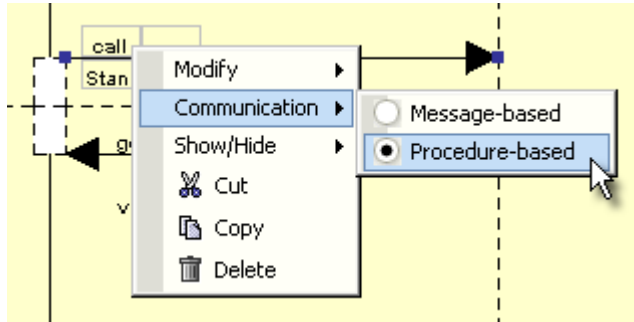 call
Stan
Modify
Communication
Message-based
Show/Hide
Procedure-based
Cut
Copy
Delete